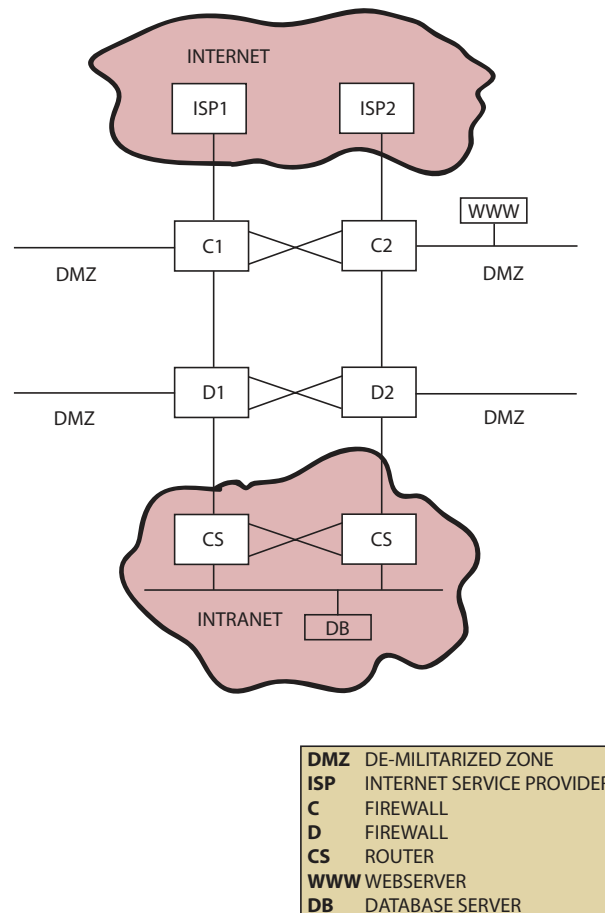 INTERNET
ISP1 ISP2
WWW
C1 C2
DMZ DMZ
D1 D2
DMZ DMZ
CS CS
INTRANET
DB
DMZ DE-MILITARIZED ZONE
ISP INTERNET SERVICE PROVIDER
C FIREWALL
D FIREWALL
CS ROUTER
WWW WEBSERVER
DB DATABASE SERVER